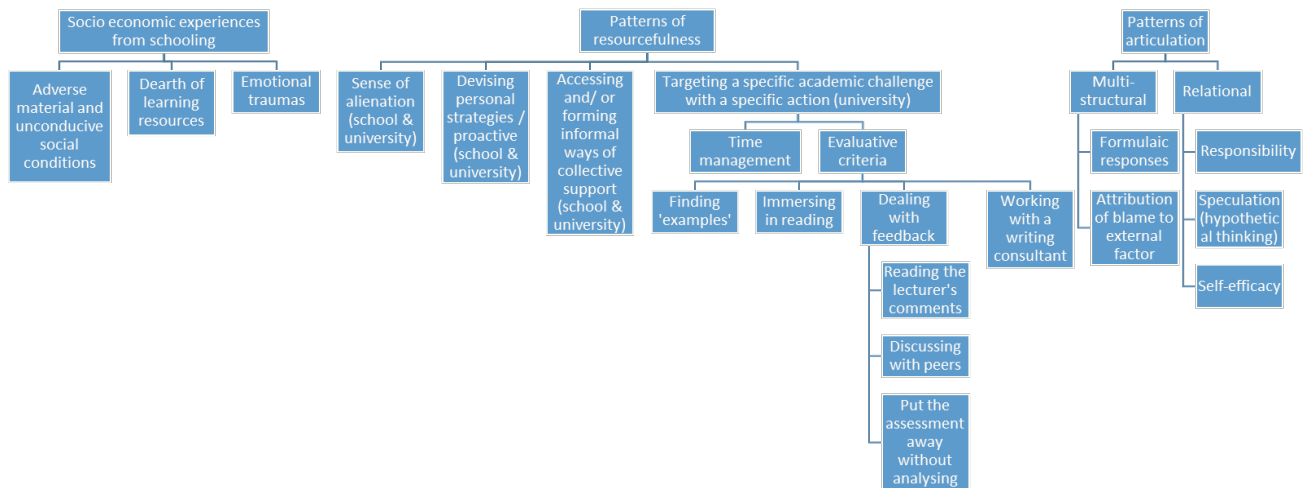 Socio economic experiences
from schooling
Adverse
material and
unconducive
social
conditions
Dearth of
learning
resources
Emotional
traumas
Patterns of
resourcefulness
Sense of
alienation
(school &
university)
Devising
personal
strategies /
proactive
(school &
university)
Accessing
and/ or
forming
informal
ways of
collective
support
(school &
university)
Targeting a specific academic challenge
with a specific action (university)
Time
management
Evaluative
criteria
Finding
'examples'
Immersing
in reading
Dealing
with
feedback
Reading the
lecturer's
comments
Discussing
with peers
Put the
assessment
away
without
analysing
Working
with a
writing
consultant
Patterns of
articulation
Multi-
structural
Formulaic
responses
Attribution
of blame to
external
factor
Relational
Responsibility
Speculation
(hypothetic
al thinking)
Self-efficacy